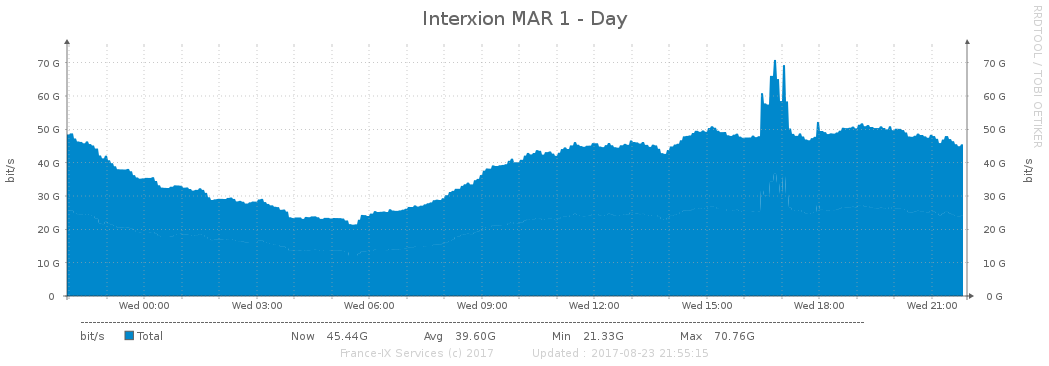 Interxion MAR 1 - Day
RRDTOOL / TOBI OETIKER
bit/s
70 G 70 G
60 G 60 G
50 G 50 G
40 G 40 G
30 G 30 G
20 G 20 G
10 G 10 G
0 0 G
bit/s
Wed 00:00 Wed 03:00 Wed 06:00 Wed 09:00 Wed 12:00 Wed 15:00 Wed 18:00 Wed 21:00
bit/s Total Now 45.44G Avg 39.60G Min 21.33G Max 70.76G
France-IX Services (c) 2017 Updated : 2017-08-23 21:55:15